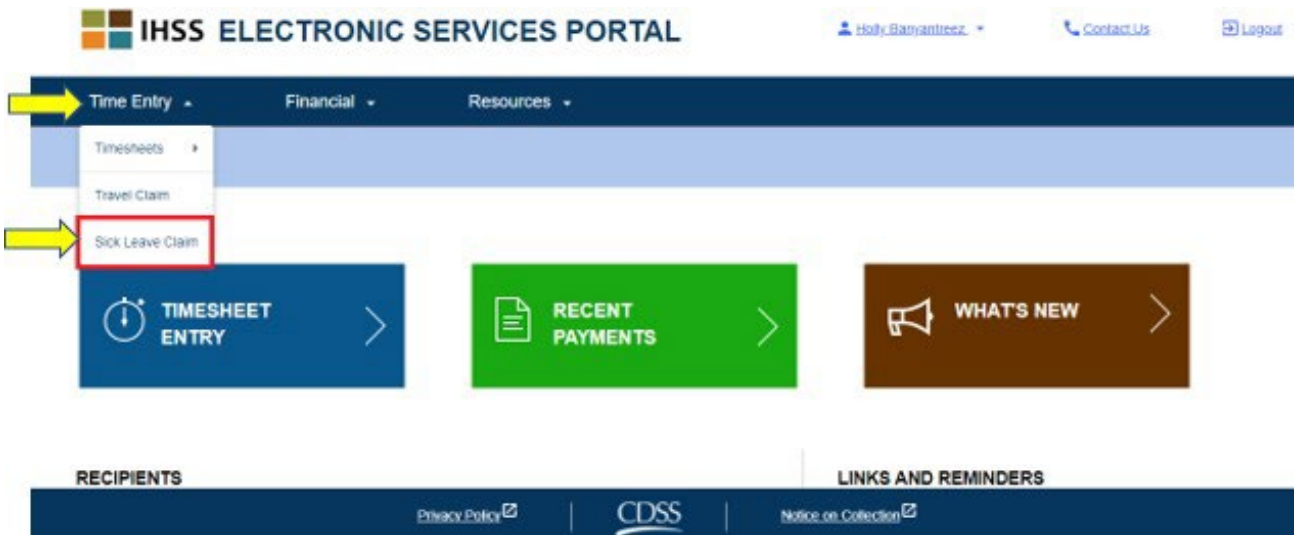 IHSS ELECTRONIC SERVICES PORTAL
Holly Banyantreez
Contact Us
Logout
Time Entry
Financial
Resources
Timesheets
Travel Claim
Sick Leave Claim
TIMESHEET
ENTRY
RECENT
PAYMENTS
WHAT'S NEW
RECIPIENTS
LINKS AND REMINDERS
Privacy Policy
CDSS
Notice on Collection